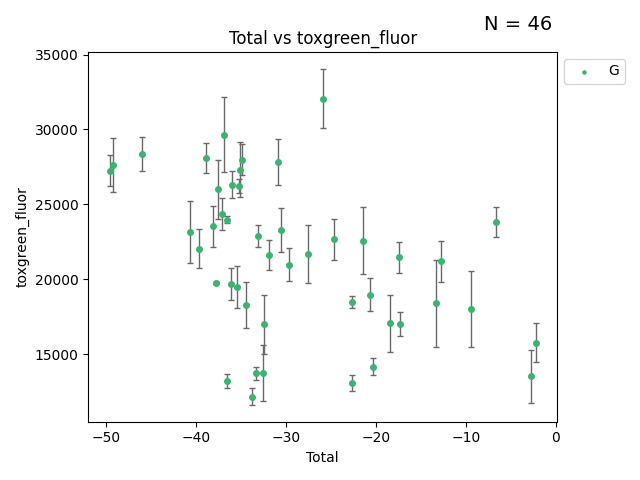 N = 46
Total vs toxgreen_fluor
G
toxgreen_fluor
35000
30000
25000
20000
15000
−50
−40
−30
−20
−10
0
Total